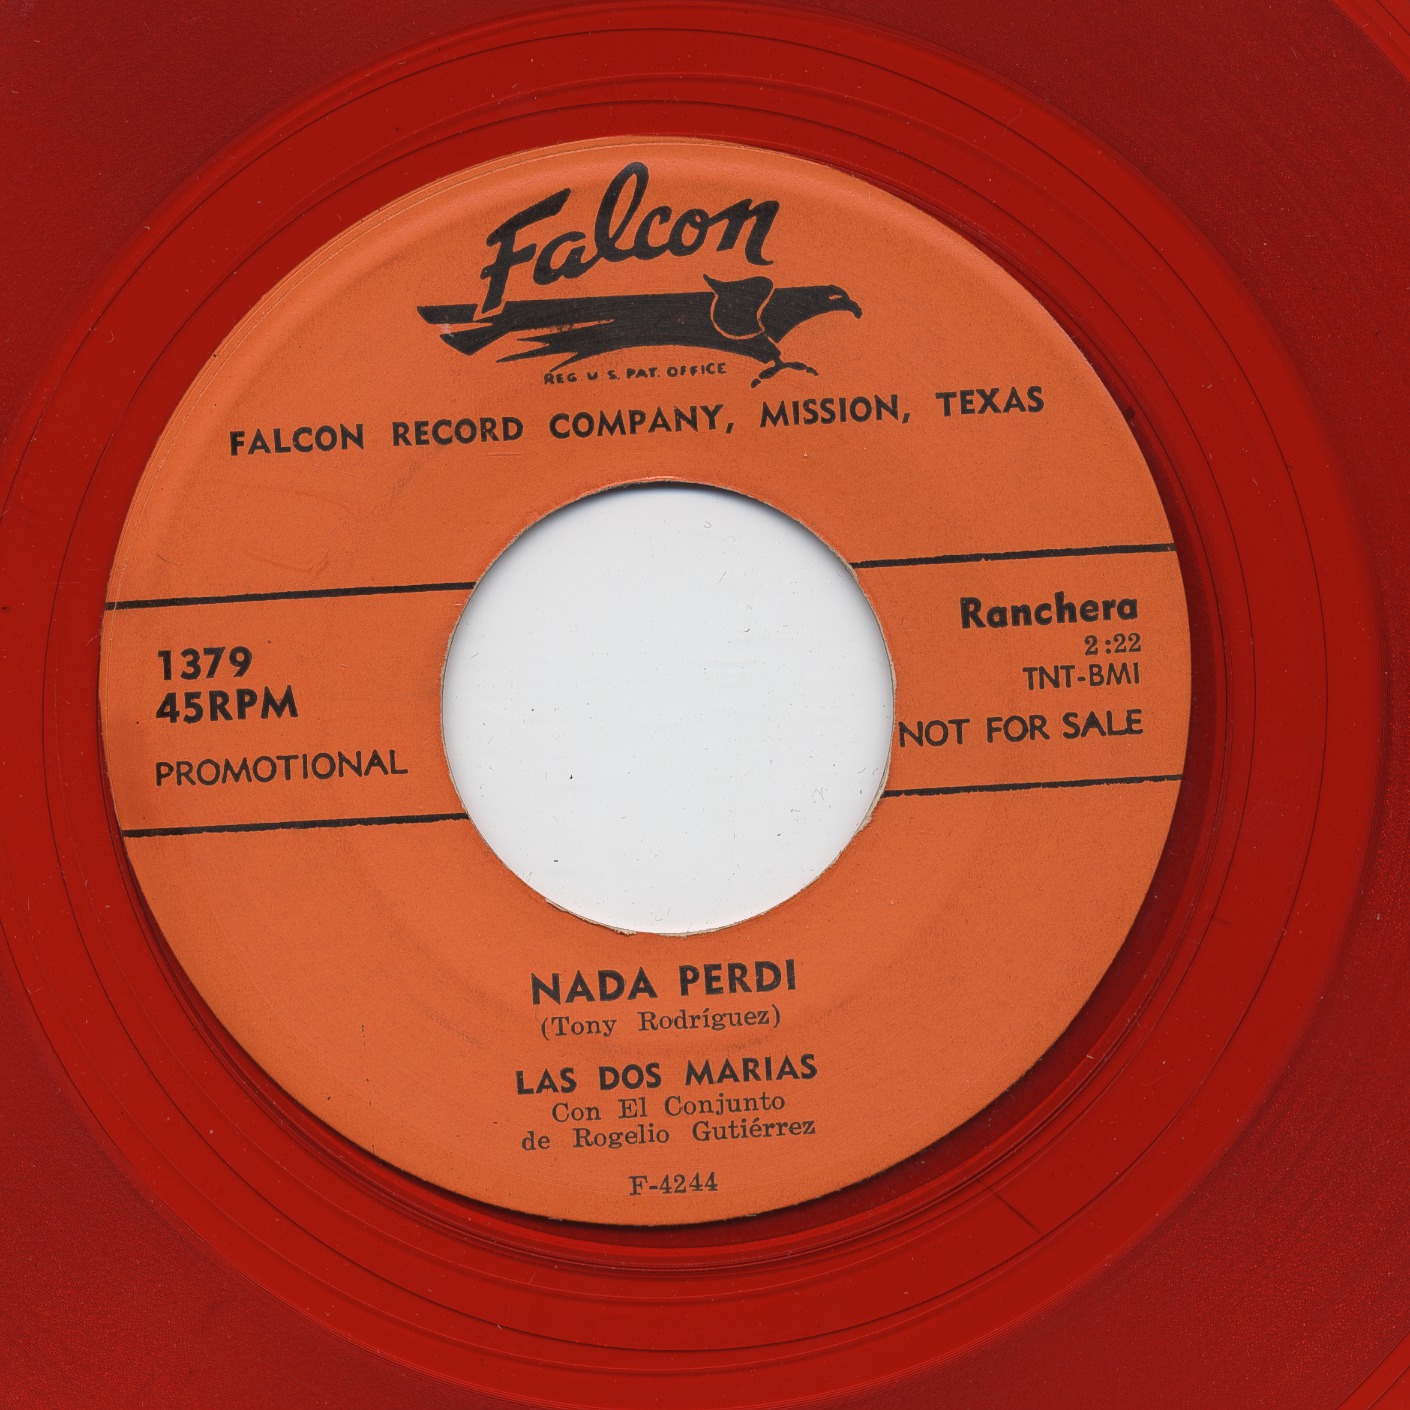 Falcon
REG. U.S. PAT. OFFICE
FALCON RECORD COMPANY, MISSION, TEXAS
1379
45RPM
PROMOTIONAL
Ranchera
2:22
TNT-BMI
NOT FOR SALE
NADA PERDI
(Tony Rodríguez)
LAS DOS MARIAS
Con El Conjunto
de Rogelio Gutiérrez
F-4244